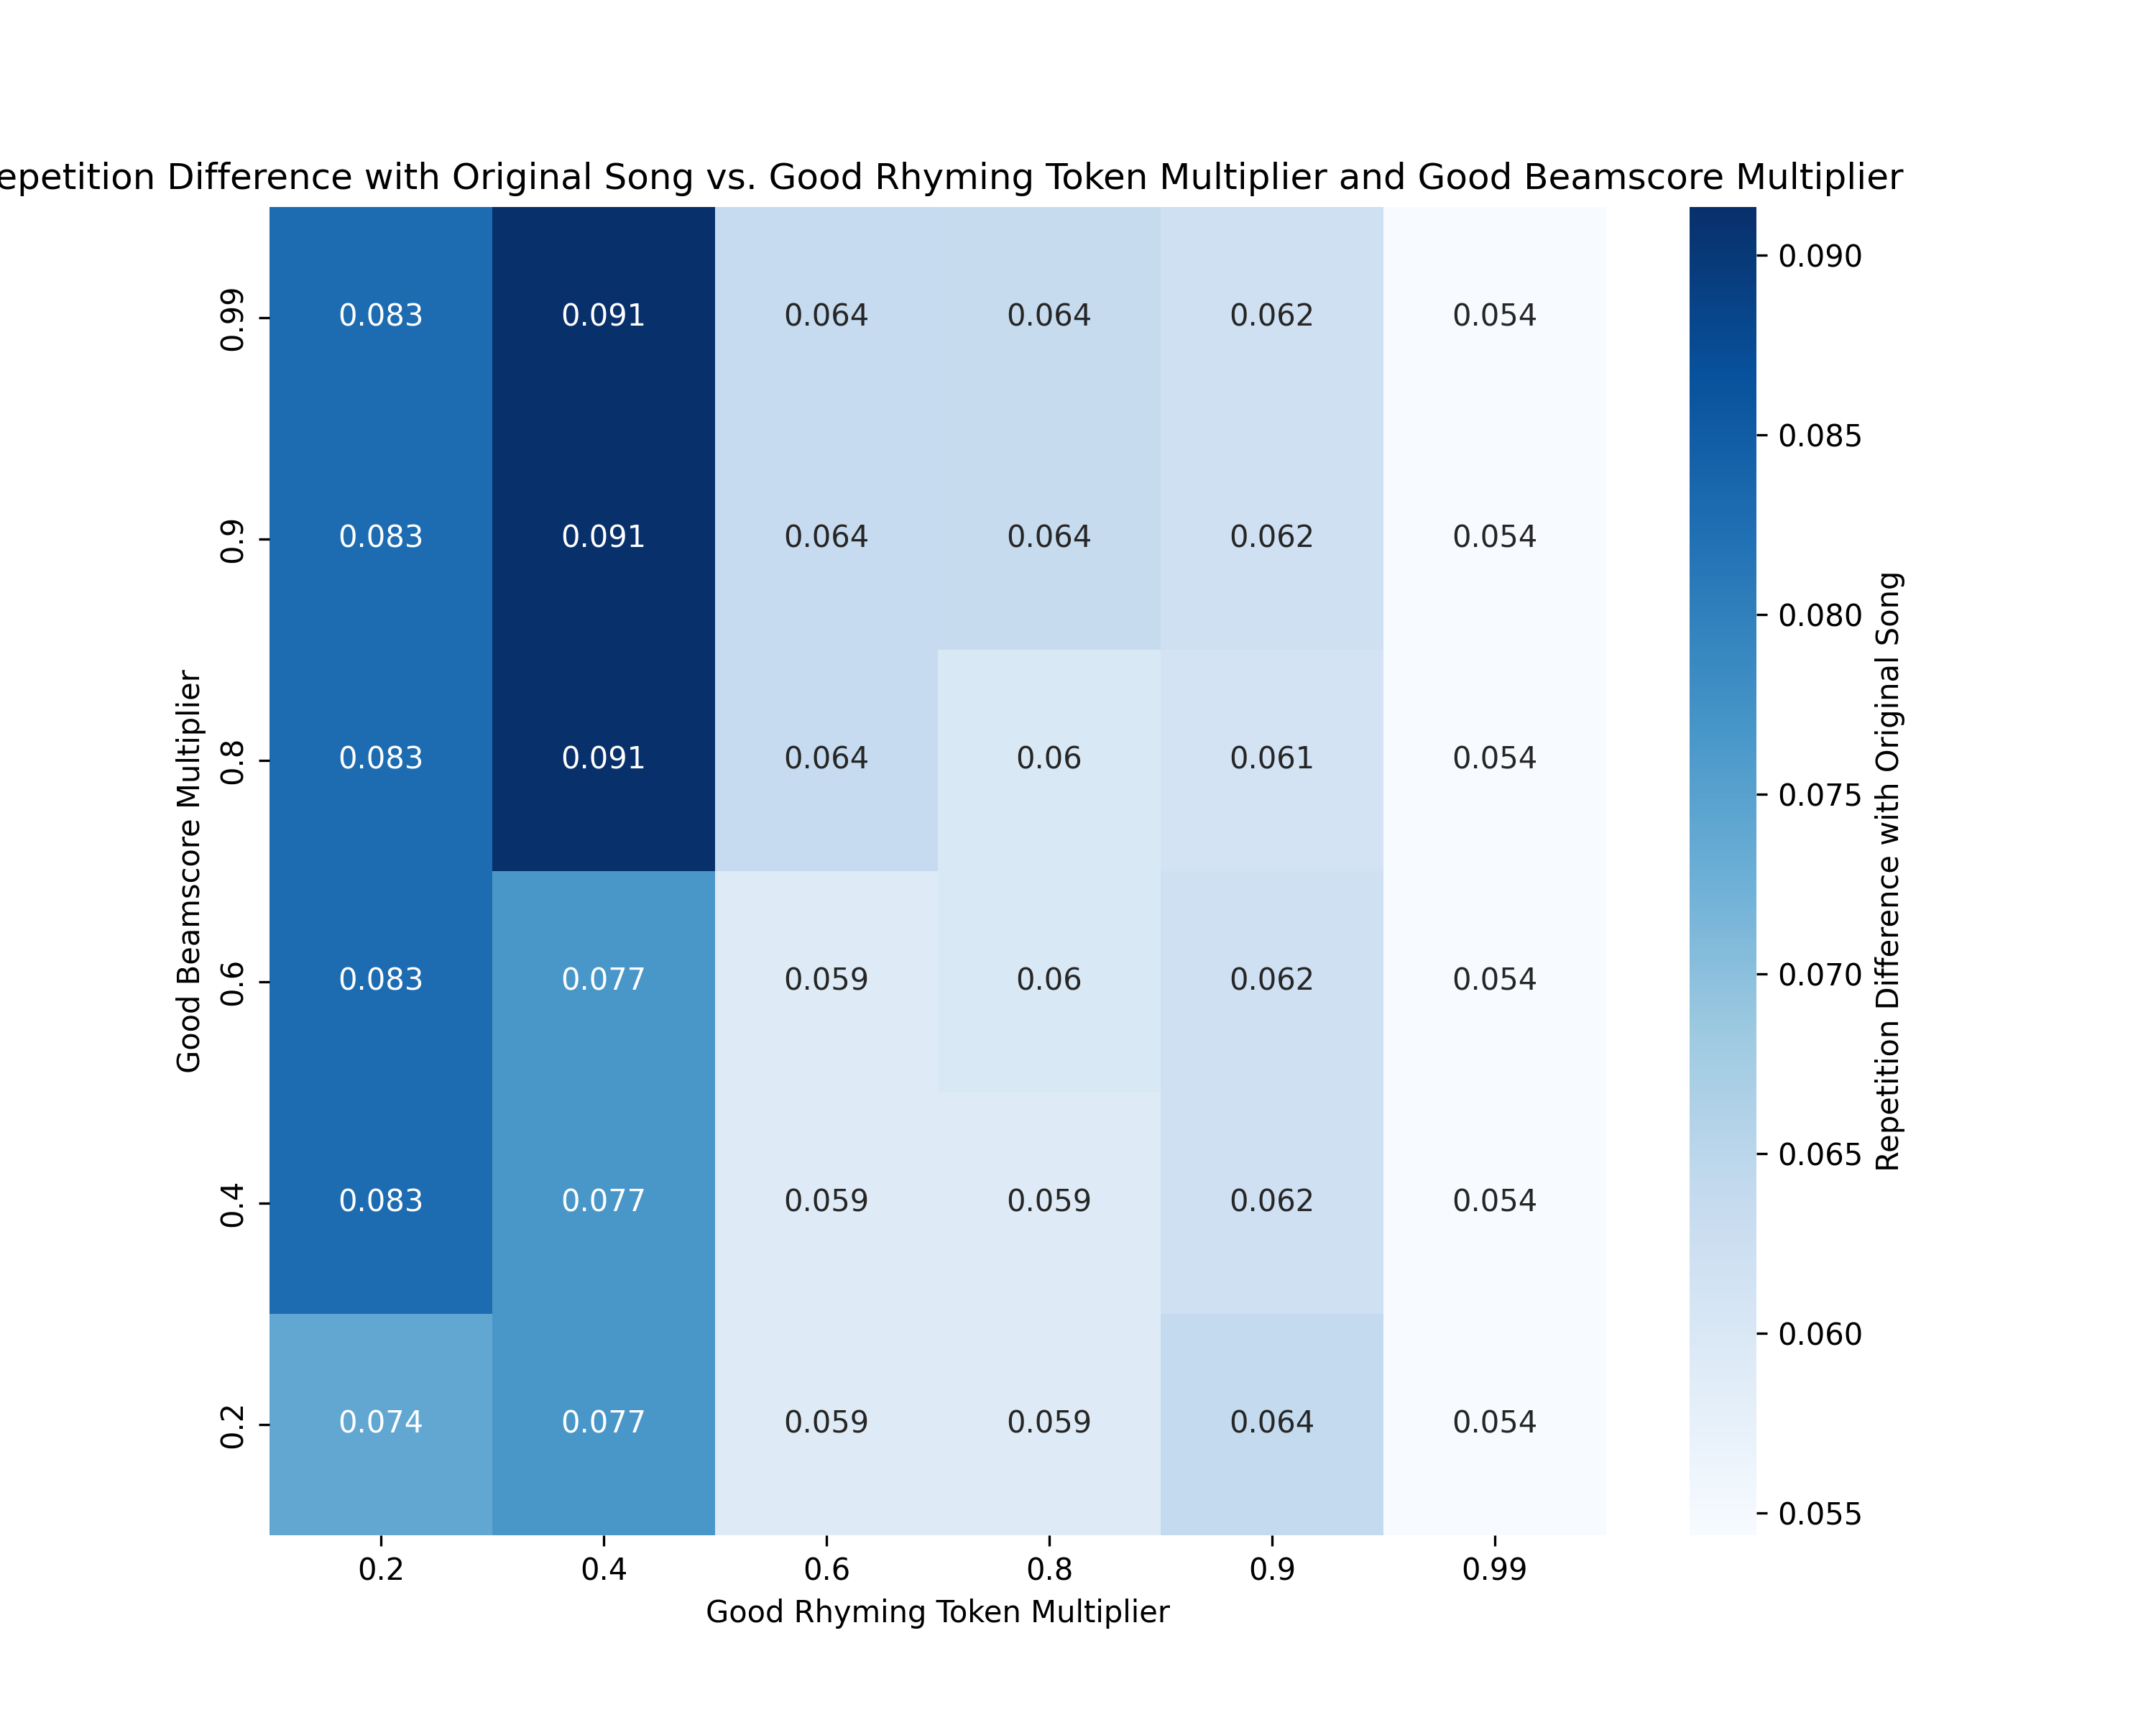 epetition Difference with Original Song vs. Good Rhyming Token Multiplier and Good Beamscore Multiplier
Good Beamscore Multiplier
0.99 0.083 0.091 0.064 0.064 0.062 0.054
0.9 0.083 0.091 0.064 0.064 0.062 0.054
0.8 0.083 0.091 0.064 0.06 0.061 0.054
0.6 0.083 0.077 0.059 0.06 0.062 0.054
0.4 0.083 0.077 0.059 0.059 0.062 0.054
0.2 0.074 0.077 0.059 0.059 0.064 0.054
0.2 0.4 0.6 0.8 0.9 0.99
Good Rhyming Token Multiplier
0.090
0.085
0.080
0.075
0.070
0.065
0.060
0.055
Repetition Difference with Original Song